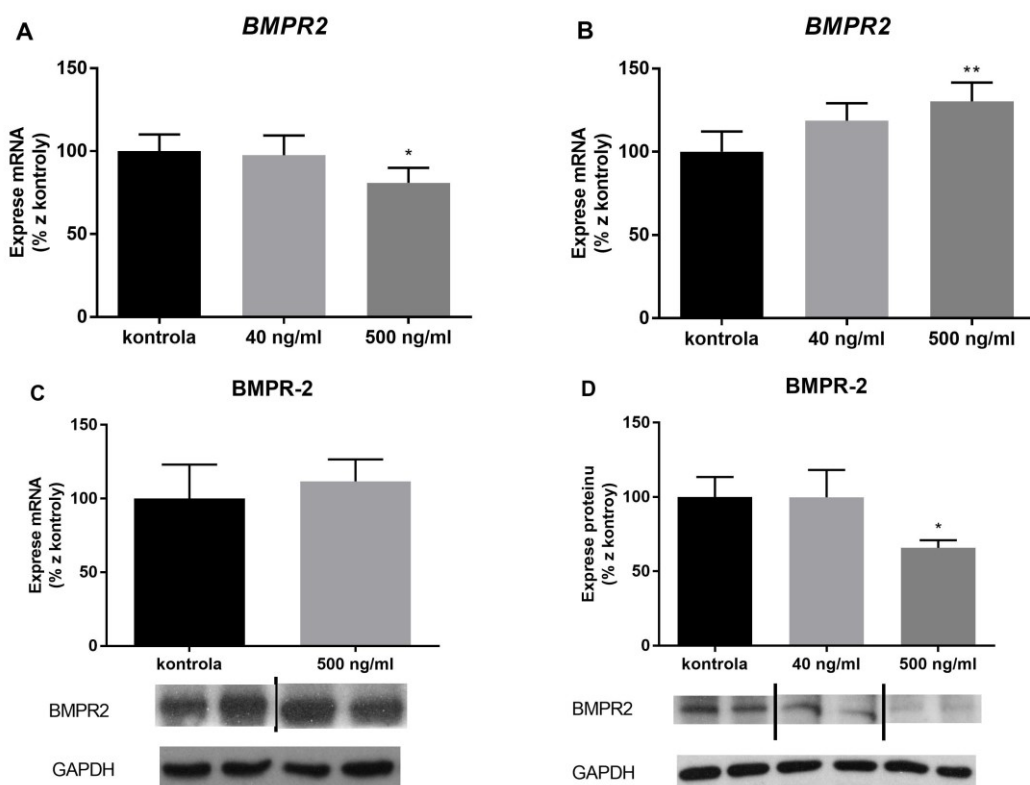 A
BMPR2
Exprese mRNA
(% z kontroly)
150
100
50
0
*
kontrola
40 ng/ml
500 ng/ml
B
BMPR2
Exprese mRNA
(% z kontroly)
150
100
50
0
**
kontrola
40 ng/ml
500 ng/ml
C
BMPR-2
Exprese mRNA
(% z kontroly)
150
100
50
0
kontrola
500 ng/ml
BMPR2
GAPDH
D
BMPR-2
Exprese proteinu
(% z kontroy)
150
100
50
0
*
kontrola
40 ng/ml
500 ng/ml
BMPR2
GAPDH